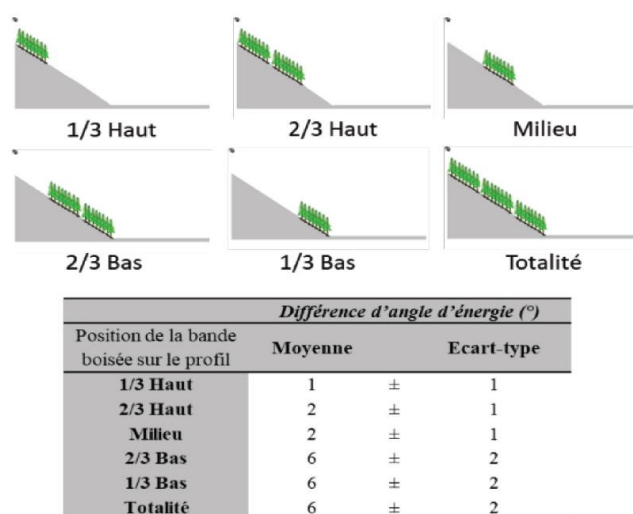 1/3 Haut
2/3 Haut
Milieu
2/3 Bas
1/3 Bas
Totalité
Différence d'angle d'énergie (°)
Position de la bande boisée sur le profil Moyenne Ecart-type
1/3 Haut 1 ± 1
2/3 Haut 2 ± 1
Milieu 2 ± 1
2/3 Bas 6 ± 2
1/3 Bas 6 ± 2
Totalité 6 ± 2